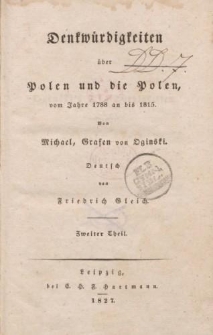 Denkwürdigkeiten
über
Polen und die Polen,
vom Jahre 1788 an bis 1815.
Von
Michael, Grafen von Oginski.
Deutsch
von
Friedrich Gleich.
Zweiter Theil.
Leipzig,
bei C. H. F. Hartmann.
1827.